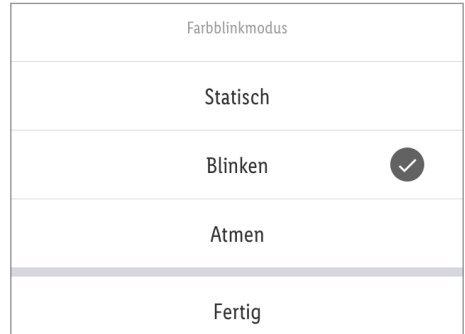 Farbblinkmodus
Statisch
Blinken
Atmen
Fertig